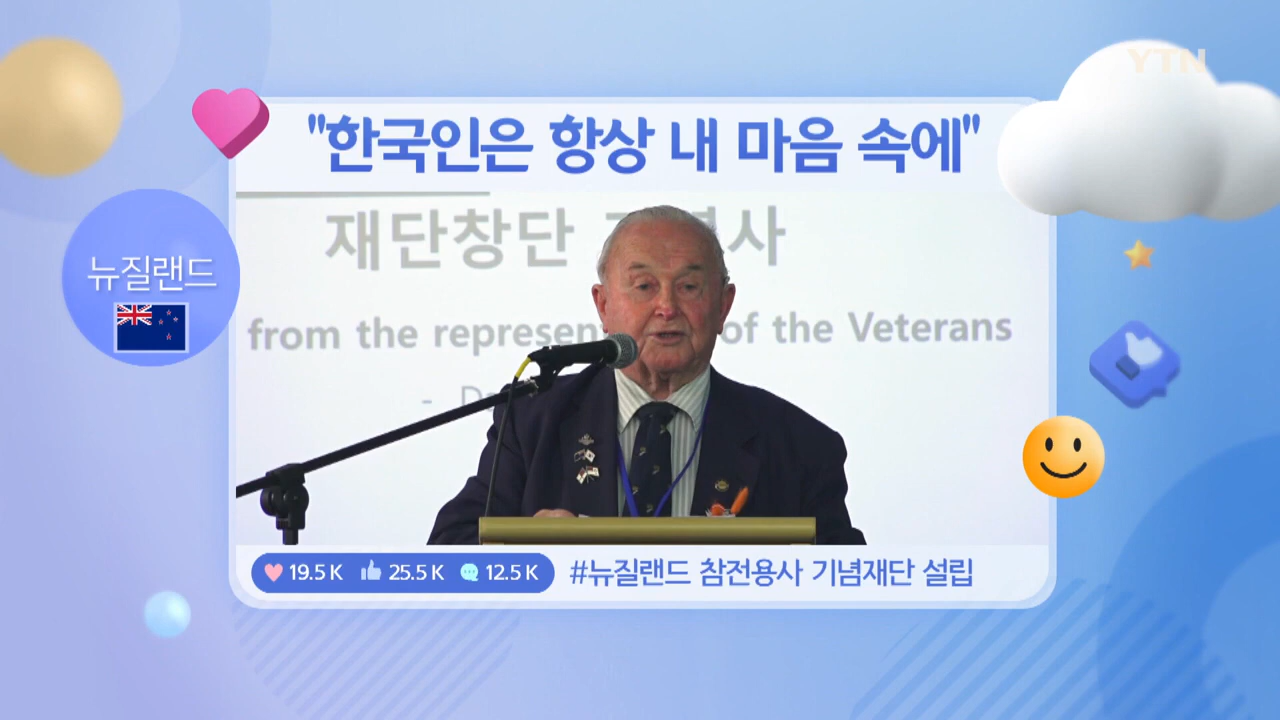 YTN
"한국인은 항상 내 마음 속에"
재단창단 사
뉴질랜드
from the of the Veterans
-
19.5 K 25.5 K 12.5 K #뉴질랜드 참전용사 기념재단 설립